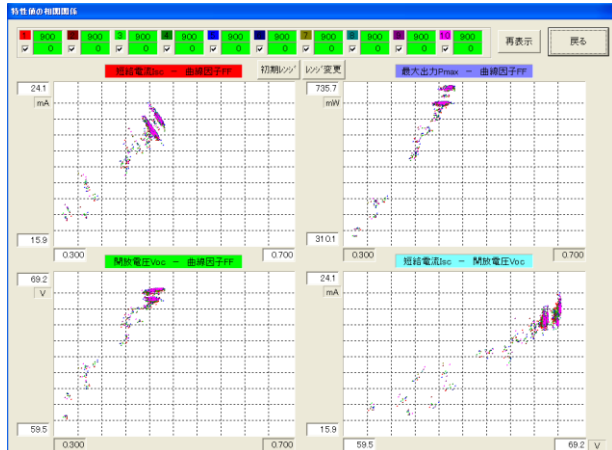 特性値の相関関係
1 900 0
2 900 0
3 900 0
4 900 0
5 900 0
6 900 0
7 900 0
8 900 0
9 900 0
10 900 0
再表示
戻る
短絡電流Isc － 曲線因子FF
初期ﾚﾝｼﾞ
ﾚﾝｼﾞ変更
最大出力Pmax － 曲線因子FF
24.1
mA
15.9
0.300
0.700
735.7
mW
310.1
0.300
0.700
開放電圧Voc － 曲線因子FF
短絡電流Isc － 開放電圧Voc
69.2
V
59.5
0.300
0.700
24.1
mA
15.9
59.5
69.2
V